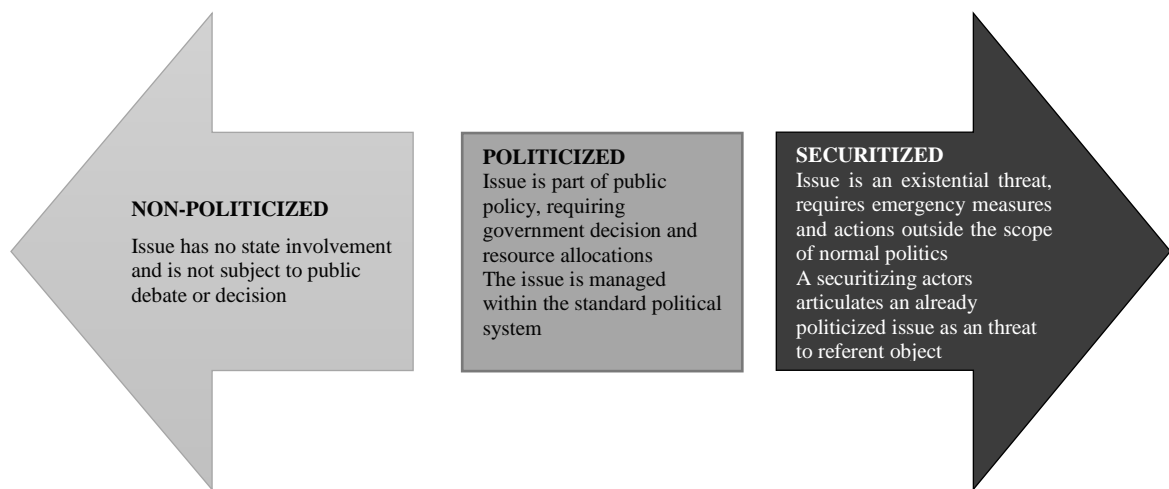 NON-POLITICIZED
Issue has no state involvement
and is not subject to public
debate or decision
POLITICIZED
Issue is part of public
policy, requiring
government decision and
resource allocations
The issue is managed
within the standard political
system
SECURITIZED
Issue is an existential threat,
requires emergency measures
and actions outside the scope
of normal politics
A securitizing actors
articulates an already
politicized issue as an threat
to referent object